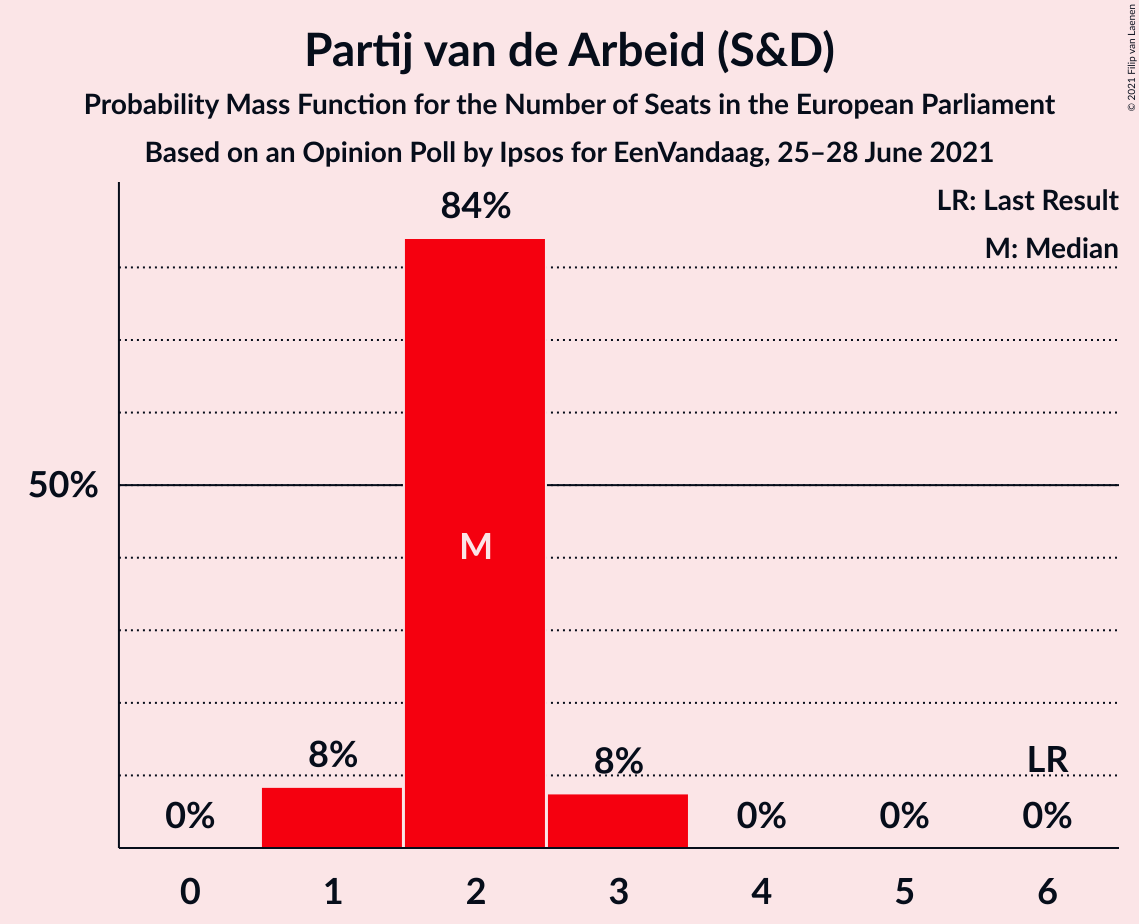 Partij van de Arbeid (S&D)
Probability Mass Function for the Number of Seats in the European Parliament
Based on an Opinion Poll by Ipsos for EenVandaag, 25–28 June 2021
© 2021 Filip van Laenen
LR: Last Result
M: Median
84%
50%
M
8%
8%
LR
0%
0%
0%
0%
0
1
2
3
4
5
6